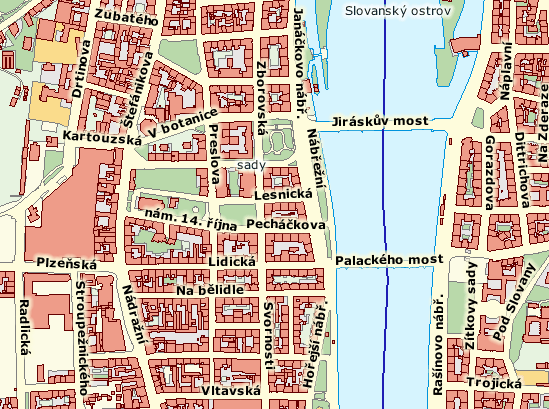 Slovanský ostrov
Zubatého
Janáčkovo nábř.
Náplavní
Drtinova
Štefánikova
Zborovská
Na Zderaze
V botanice
Jiráskův most
Kartouzská
Preslova
Nábřežní
Gorazdova
Dittrichova
sady
Lesnická
nám. 14. října
Pecháčkova
Plzeňská
Lidická
Palackého most
Zítkovy sady
Pod Slovany
Na bělidle
Radlická
Stroupežnického
Nádražní
Svornosti
Hořejší nábř.
Rašínovo nábř.
Vltavská
Trojická